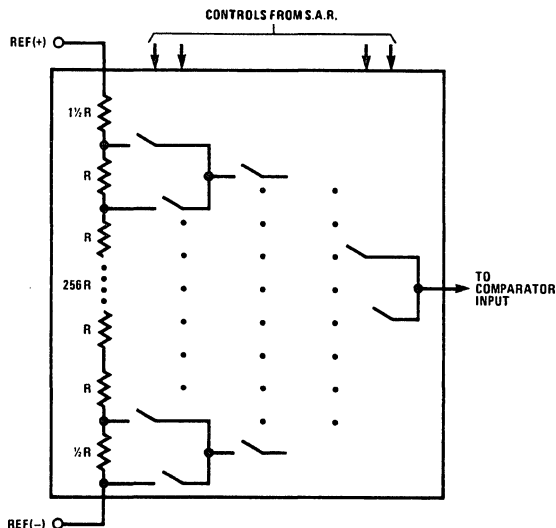 CONTROLS FROM S.A.R.
REF(+)
1½R
R
R
256R
R
R
½R
REF(−)
TO
COMPARATOR
INPUT